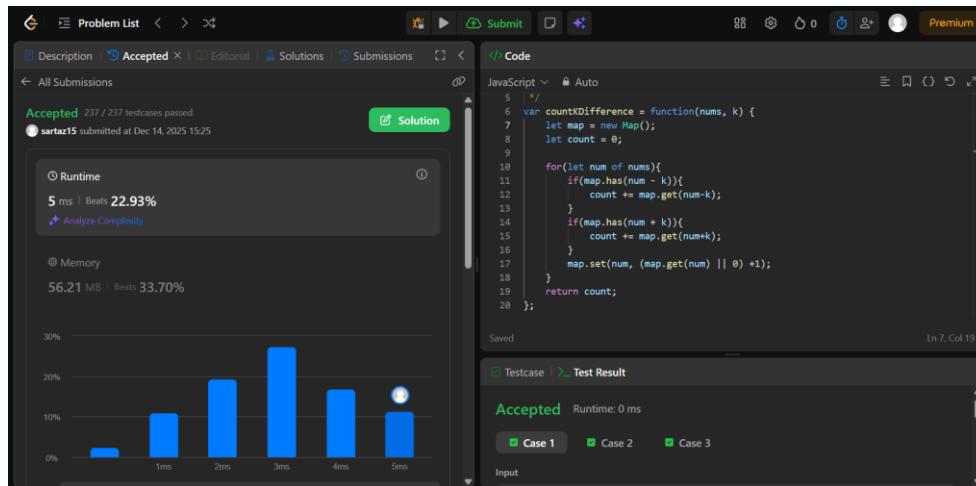 Problem List
Submit
0
Premium
Description
Accepted
Editorial
Solutions
Submissions
All Submissions
Accepted 237 / 237 testcases passed
sartaz15 submitted at Dec 14, 2025 15:25
Solution
Runtime
5 ms | Beats 22.93%
Analyze Complexity
Memory
56.21 MB | Beats 33.70%
30%
20%
10%
0%
1ms 2ms 3ms 4ms 5ms
</> Code
JavaScript Auto
5 */
6 var countKDifference = function(nums, k) {
7 let map = new Map();
8 let count = 0;
9
10 for(let num of nums){
11 if(map.has(num - k)){
12 count += map.get(num-k);
13 }
14 if(map.has(num + k)){
15 count += map.get(num+k);
16 }
17 map.set(num, (map.get(num) || 0) +1);
18 }
19 return count;
20 };
Saved Ln 7, Col 19
Testcase | >_ Test Result
Accepted Runtime: 0 ms
Case 1 Case 2 Case 3
Input